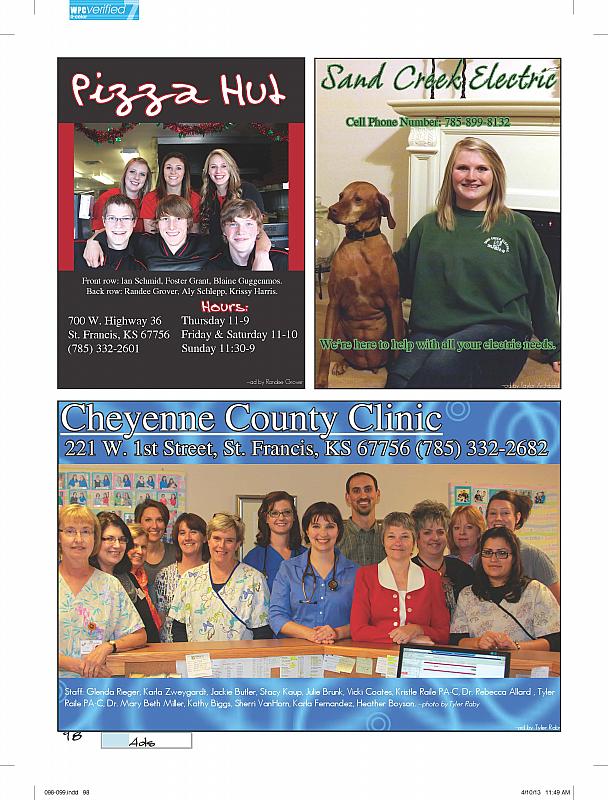 WPC verified 7
4-color
Pizza Hut
Front row: Ian Schmid, Foster Grant, Blaine Guggenmos.
Back row: Randee Grover, Aly Schlepp, Krissy Harris.
Hours:
700 W. Highway 36
St. Francis, KS 67756
(785) 332-2601
Thursday 11-9
Friday & Saturday 11-10
Sunday 11:30-9
--ad by Randee Grover
Sand Creek Electric
Cell Phone Number: 785-899-8132
We're here to help with all your electric needs.
--ad by Taylor Archbold
Cheyenne County Clinic
221 W. 1st Street, St. Francis, KS 67756 (785) 332-2682
Staff: Glenda Rieger, Karla Zweygardt, Jackie Butler, Stacy Kaup, Julie Brunk, Vicki Coates, Kristle Raile PA-C, Dr. Rebecca Allard , Tyler
Raile PA-C, Dr. Mary Beth Miller, Kathy Biggs, Sherri VanHorn, Karla Fernandez, Heather Boyson. --photo by Tyler Raby
--ad by Tyler Raby
98
Ads
098-099.indd 98
4/10/13 11:49 AM